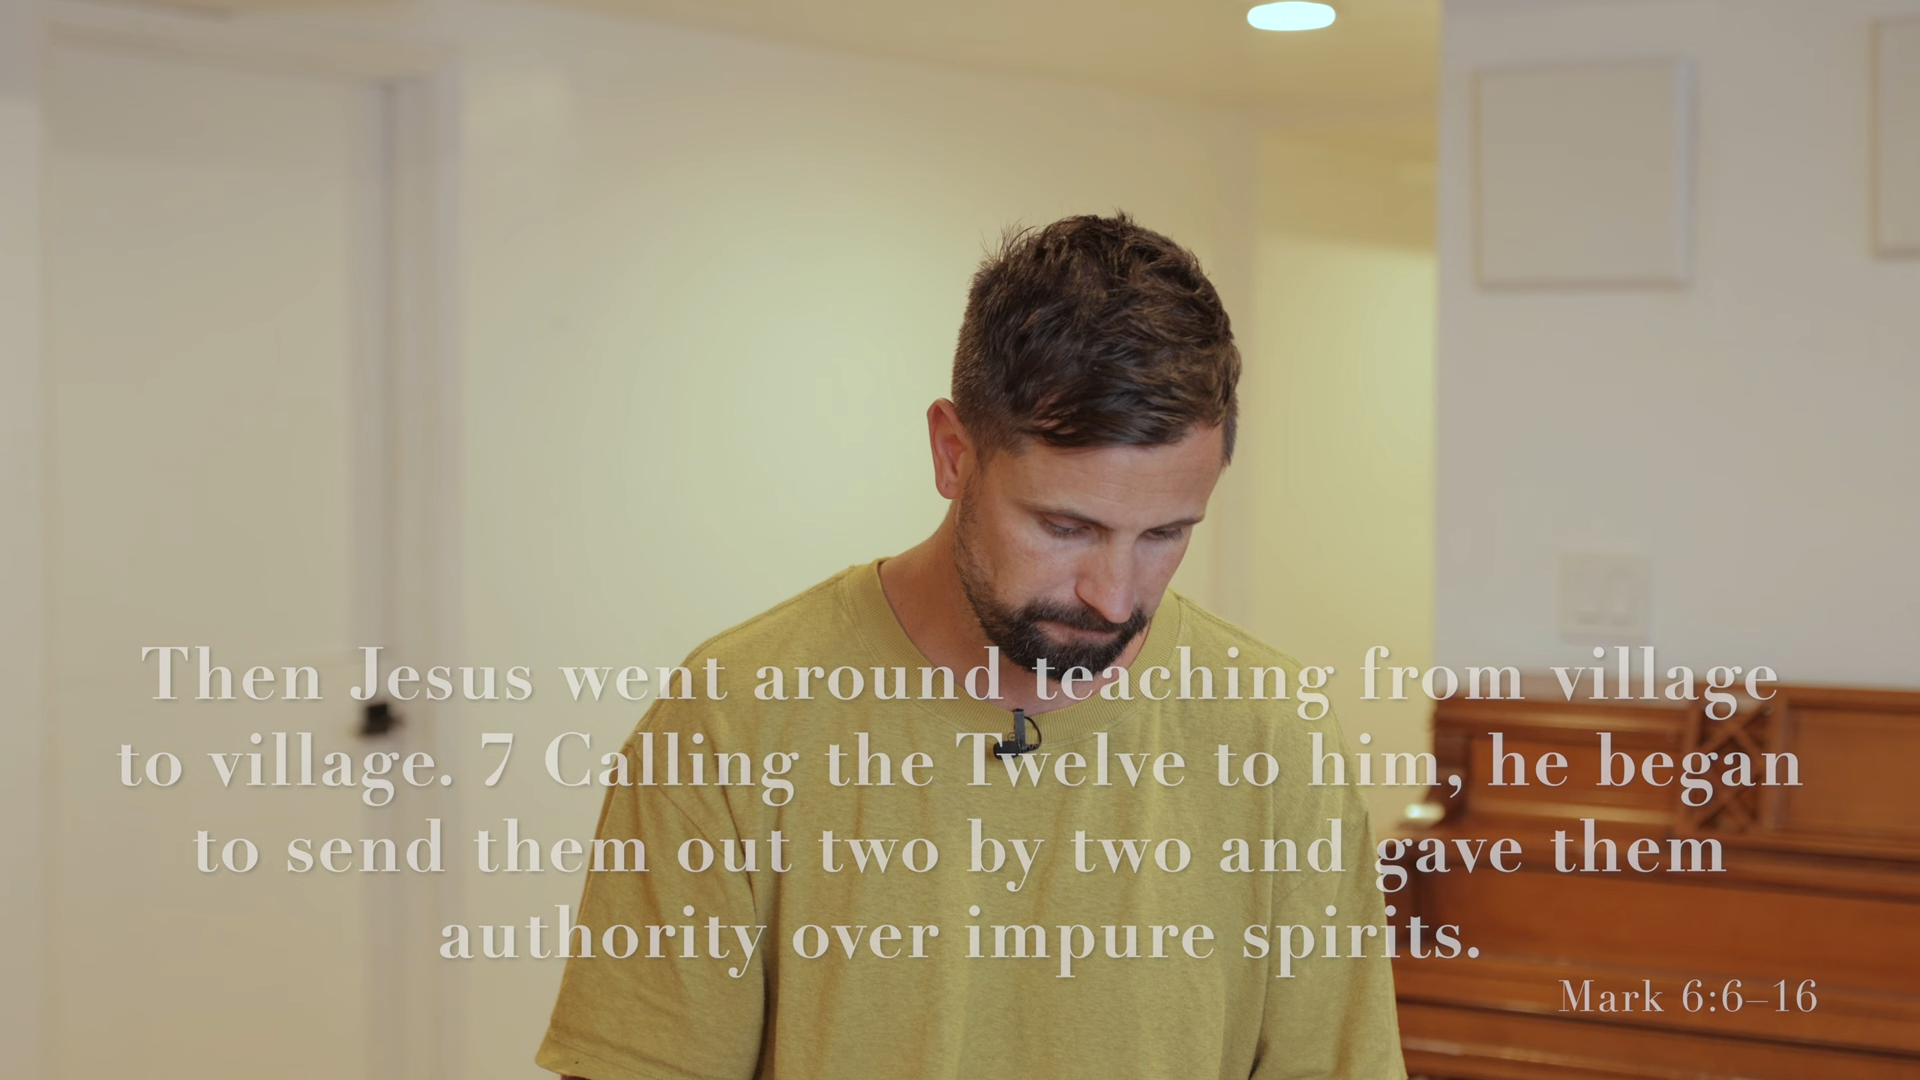 Then Jesus went around teaching from village
to village. 7 Calling the Twelve to him, he began
to send them out two by two and gave them
authority over impure spirits.
Mark 6:6–16